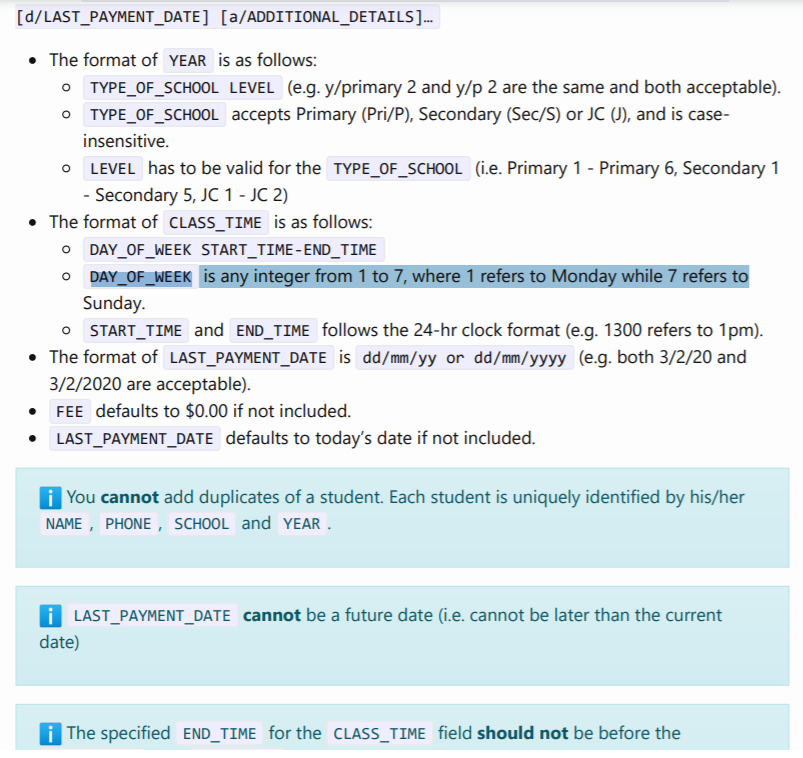 [d/LAST_PAYMENT_DATE] [a/ADDITIONAL_DETAILS]…
The format of YEAR is as follows:
TYPE_OF_SCHOOL LEVEL (e.g. y/primary 2 and y/p 2 are the same and both acceptable).
TYPE_OF_SCHOOL accepts Primary (Pri/P), Secondary (Sec/S) or JC (J), and is case-
insensitive.
LEVEL has to be valid for the TYPE_OF_SCHOOL (i.e. Primary 1 - Primary 6, Secondary 1
- Secondary 5, JC 1 - JC 2)
The format of CLASS_TIME is as follows:
DAY_OF_WEEK START_TIME-END_TIME
DAY_OF_WEEK is any integer from 1 to 7, where 1 refers to Monday while 7 refers to
Sunday.
START_TIME and END_TIME follows the 24-hr clock format (e.g. 1300 refers to 1pm).
The format of LAST_PAYMENT_DATE is dd/mm/yy or dd/mm/yyyy (e.g. both 3/2/20 and
3/2/2020 are acceptable).
FEE defaults to $0.00 if not included.
LAST_PAYMENT_DATE defaults to today's date if not included.
You cannot add duplicates of a student. Each student is uniquely identified by his/her
NAME, PHONE, SCHOOL and YEAR.
LAST_PAYMENT_DATE cannot be a future date (i.e. cannot be later than the current
date)
The specified END_TIME for the CLASS_TIME field should not be before the